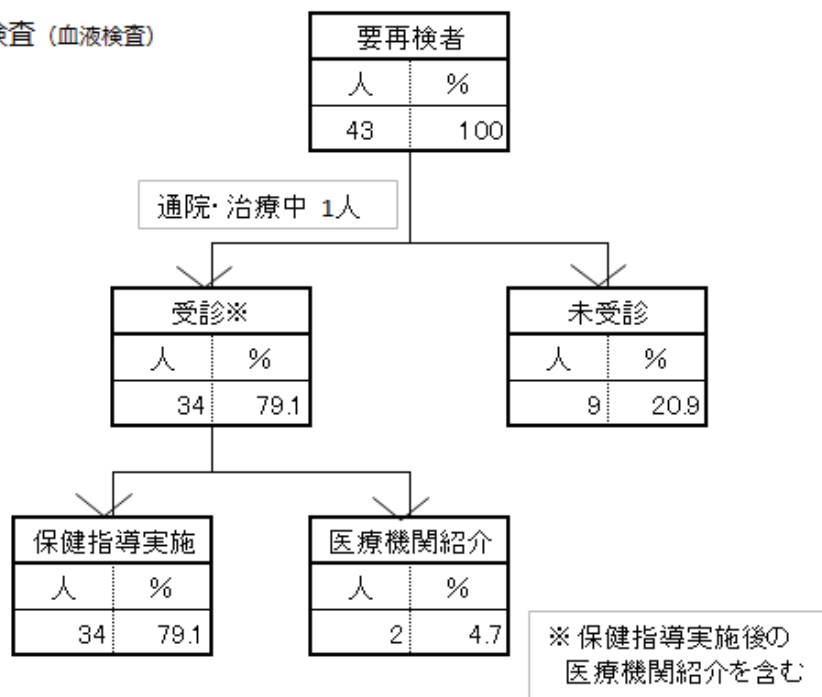 検査（血液検査）
要再検者
人 %
43 100
通院・治療中 1人
受診※ 未受診
人 % 人 %
34 79.1 9 20.9
保健指導実施 医療機関紹介
人 % 人 %
34 79.1 2 4.7
※保健指導実施後の
医療機関紹介を含む